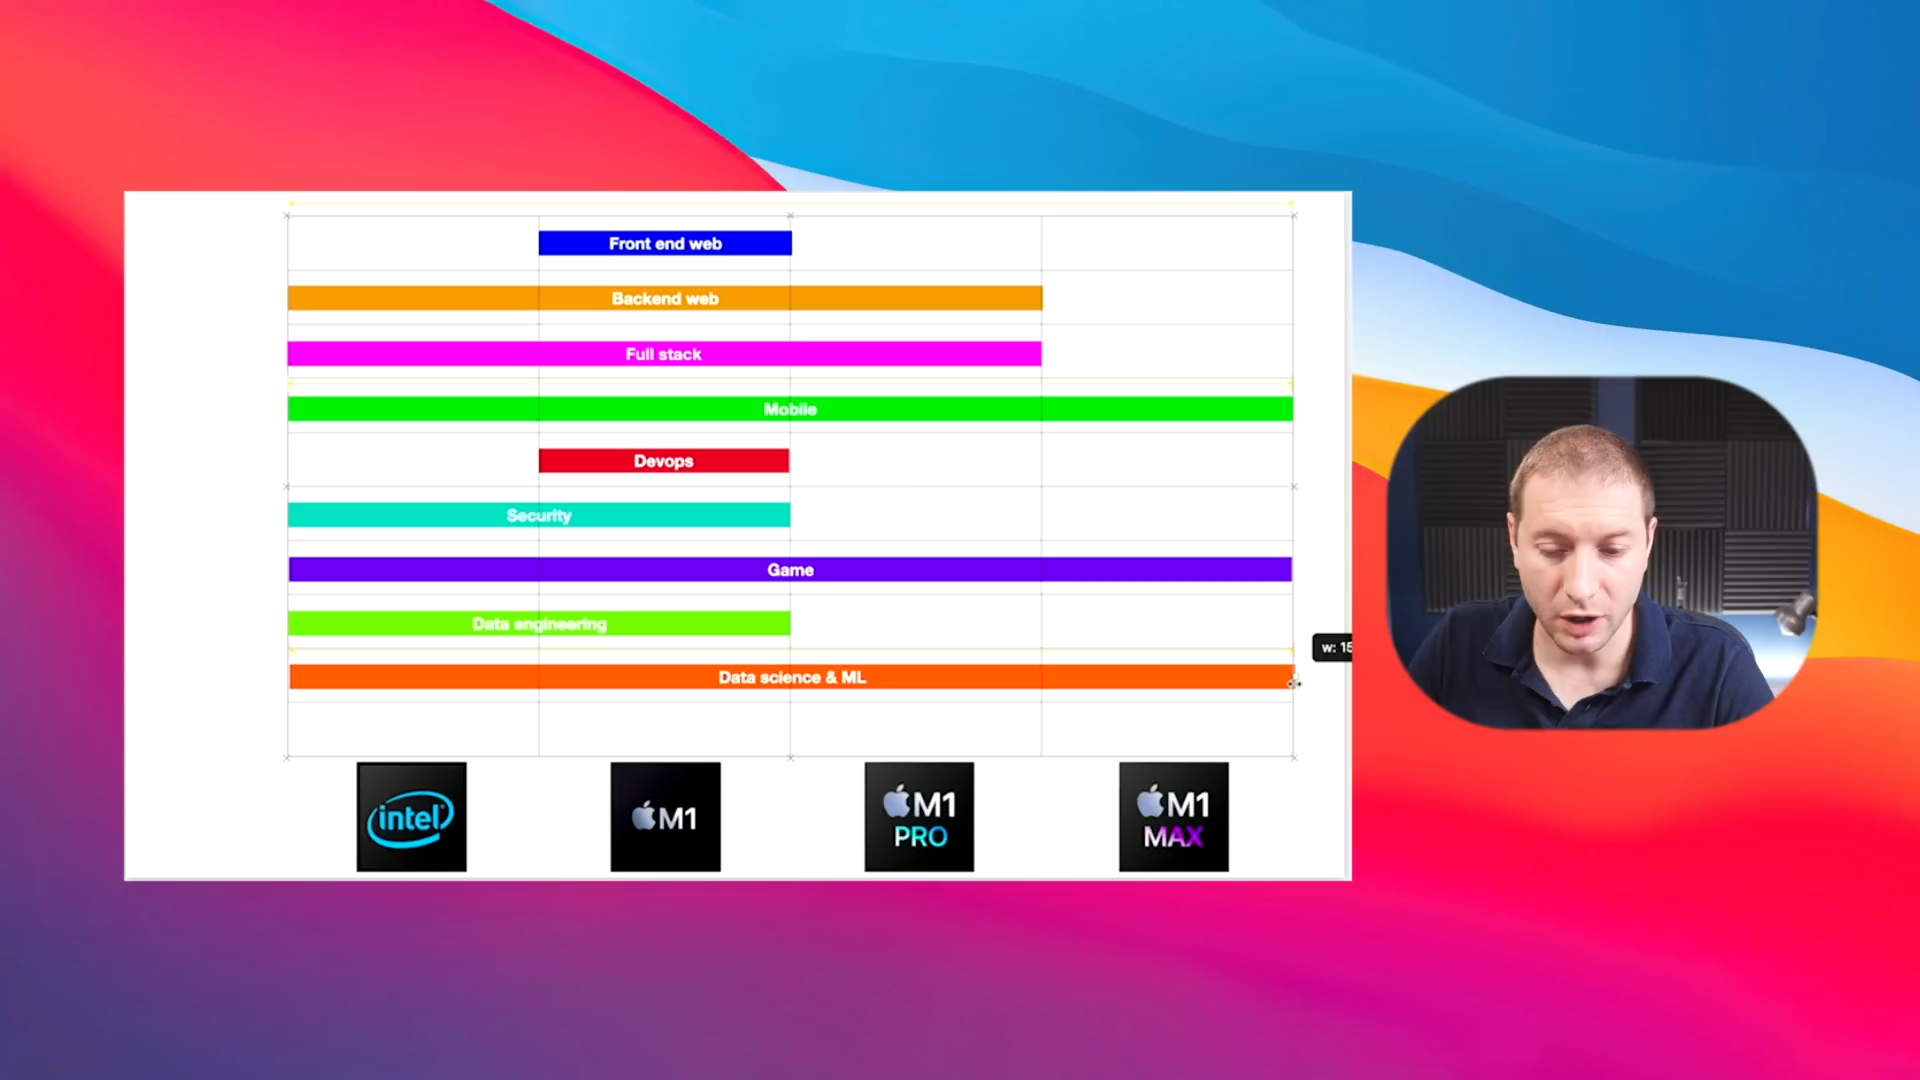 Front end web
Backend web
Full stack
Mobile
Devops
Security
Game
Data engineering
w: 15
Data science & ML
intel
M1
M1
PRO
M1
MAX